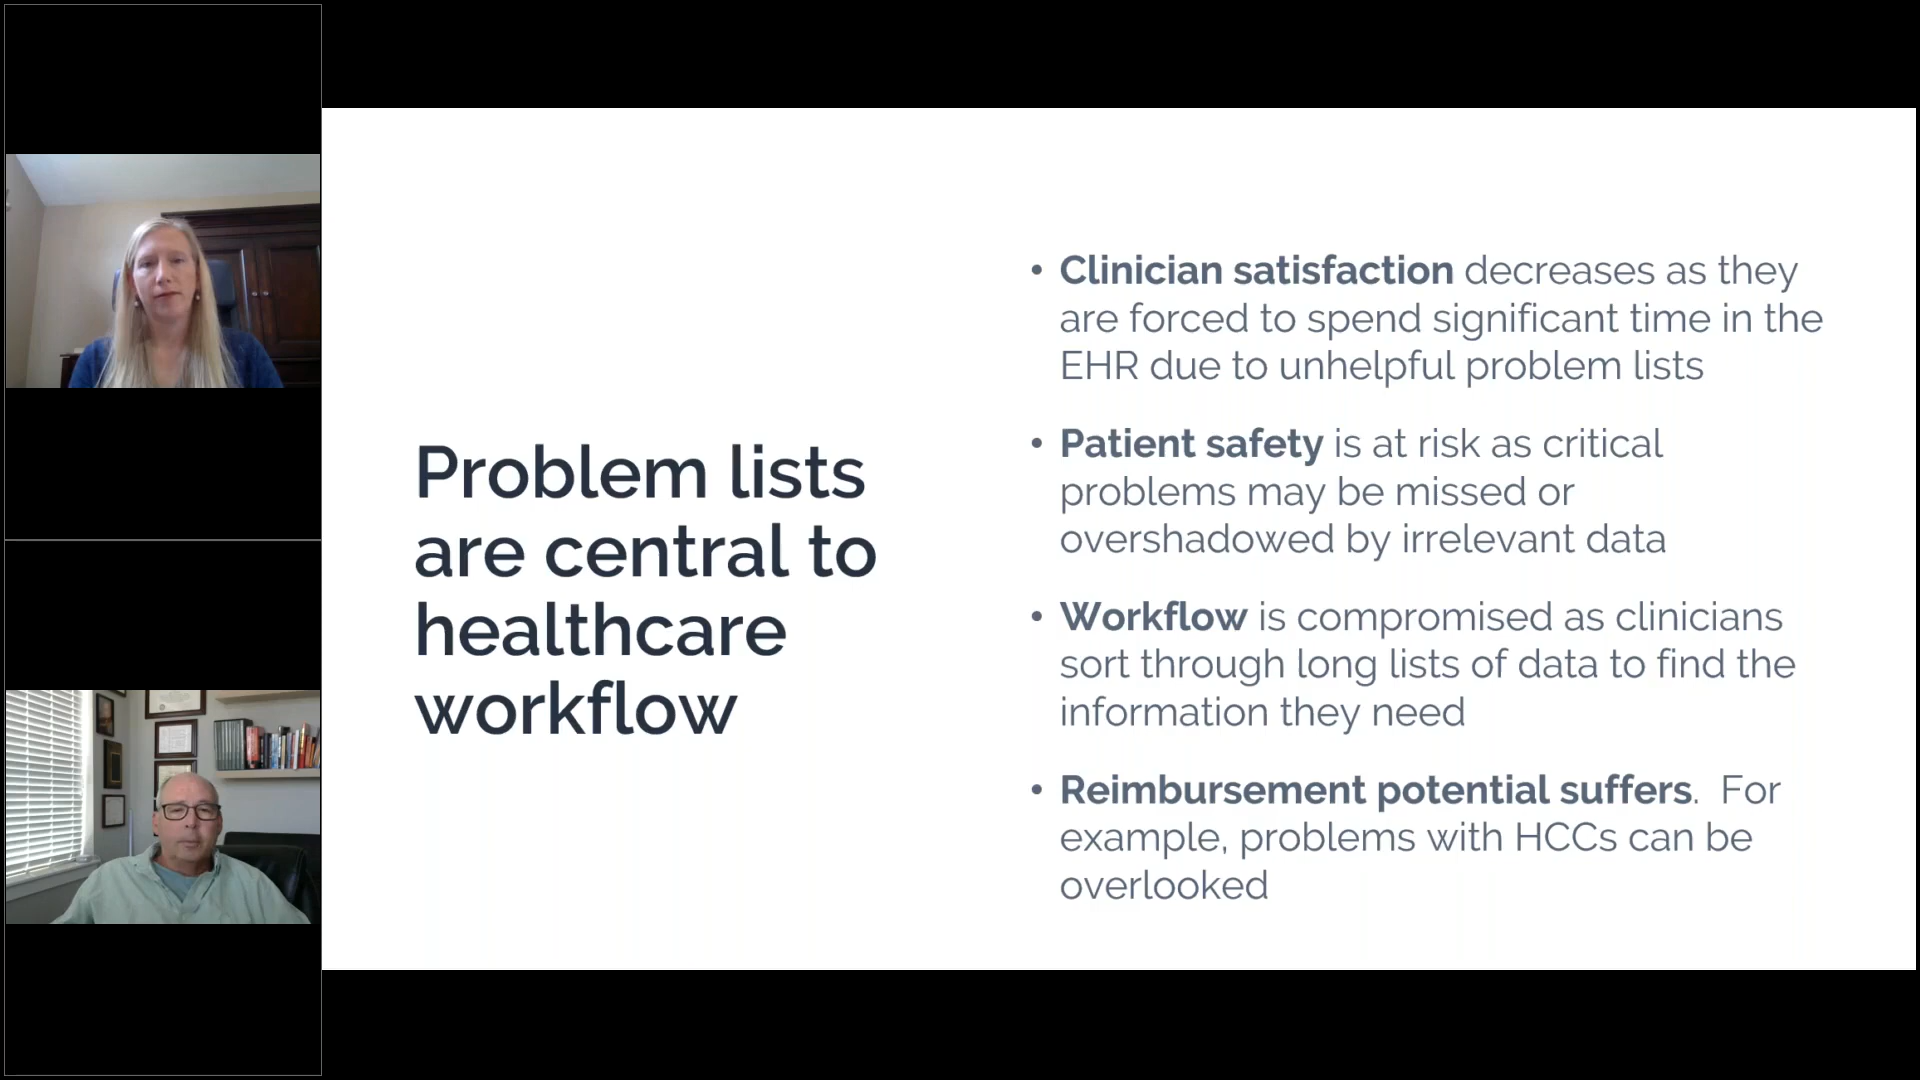 Problem lists
are central to
healthcare
workflow
• Clinician satisfaction decreases as they
are forced to spend significant time in the
EHR due to unhelpful problem lists
• Patient safety is at risk as critical
problems may be missed or
overshadowed by irrelevant data
• Workflow is compromised as clinicians
sort through long lists of data to find the
information they need
• Reimbursement potential suffers.  For
example, problems with HCCs can be
overlooked